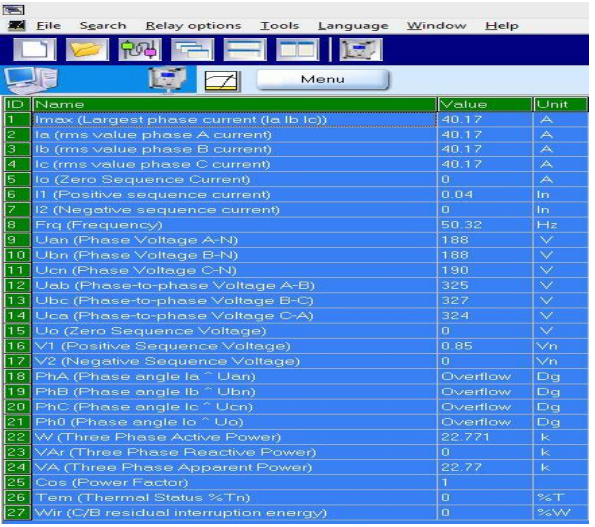 File Search Relay options Tools Language Window Help
Menu
ID Name Value Unit
1 Imax (Largest phase current (Ia Ib Ic)) 40.17 A
2 Ia (rms value phase A current) 40.17 A
3 Ib (rms value phase B current) 40.17 A
4 Ic (rms value phase C current) 40.17 A
5 Io (Zero Sequence Current) 0 A
6 I1 (Positive sequence current) 0.04 In
7 I2 (Negative sequence current) 0 In
8 Frq (Frequency) 50.32 Hz
9 Uan (Phase Voltage A-N) 188 V
10 Ubn (Phase Voltage B-N) 188 V
11 Ucn (Phase Voltage C-N) 190 V
12 Uab (Phase-to-phase Voltage A-B) 325 V
13 Ubc (Phase-to-phase Voltage B-C) 327 V
14 Uca (Phase-to-phase Voltage C-A) 324 V
15 Uo (Zero Sequence Voltage) 0 V
16 V1 (Positive Sequence Voltage) 0.85 Vn
17 V2 (Negative Sequence Voltage) 0 Vn
18 PhA (Phase angle Ia ^ Uan) Overflow Dg
19 PhB (Phase angle Ib ^ Ubn) Overflow Dg
20 PhC (Phase angle Ic ^ Ucn) Overflow Dg
21 Ph0 (Phase angle Io ^ Uo) Overflow Dg
22 W (Three Phase Active Power) 22.771 k
23 VAr (Three Phase Reactive Power) 0 k
24 VA (Three Phase Apparent Power) 22.77 k
25 Cos (Power Factor) 1
26 Tem (Thermal Status %Tn) 0 %T
27 Wir (C/B residual interruption energy) 0 %W